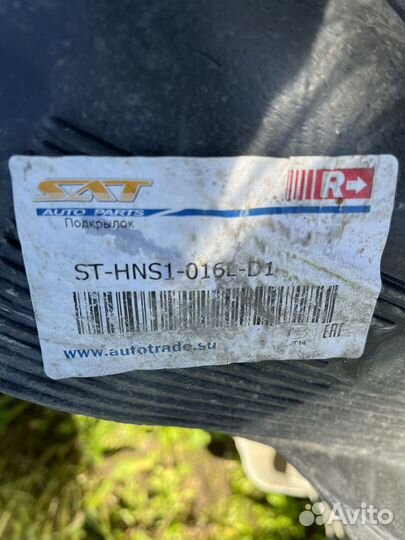 SAT
R
AUTO PARTS
Подкрылок
ST-HNS1-016L-D1
www.autotrade.su
EAC
Avito